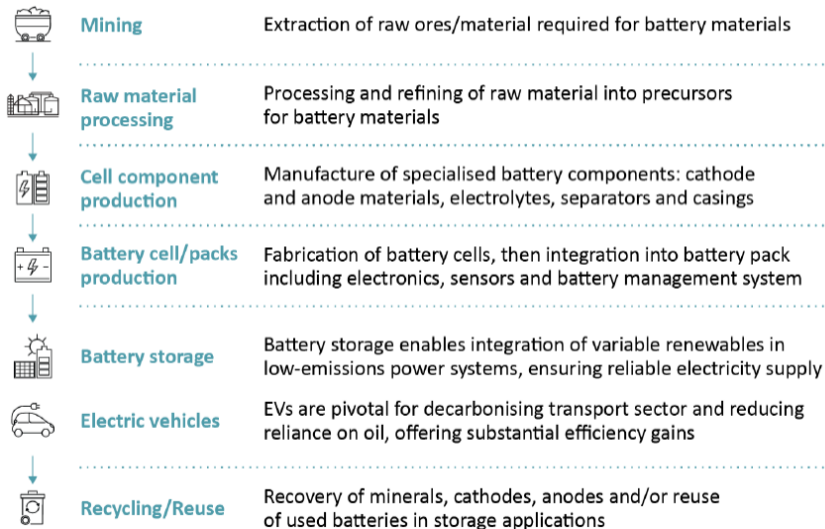 Mining
Extraction of raw ores/material required for battery materials
Raw material
processing
Processing and refining of raw material into precursors
for battery materials
Cell component
production
Manufacture of specialised battery components: cathode
and anode materials, electrolytes, separators and casings
Battery cell/packs
production
Fabrication of battery cells, then integration into battery pack
including electronics, sensors and battery management system
Battery storage
Battery storage enables integration of variable renewables in
low-emissions power systems, ensuring reliable electricity supply
Electric vehicles
EVs are pivotal for decarbonising transport sector and reducing
reliance on oil, offering substantial efficiency gains
Recycling/Reuse
Recovery of minerals, cathodes, anodes and/or reuse
of used batteries in storage applications